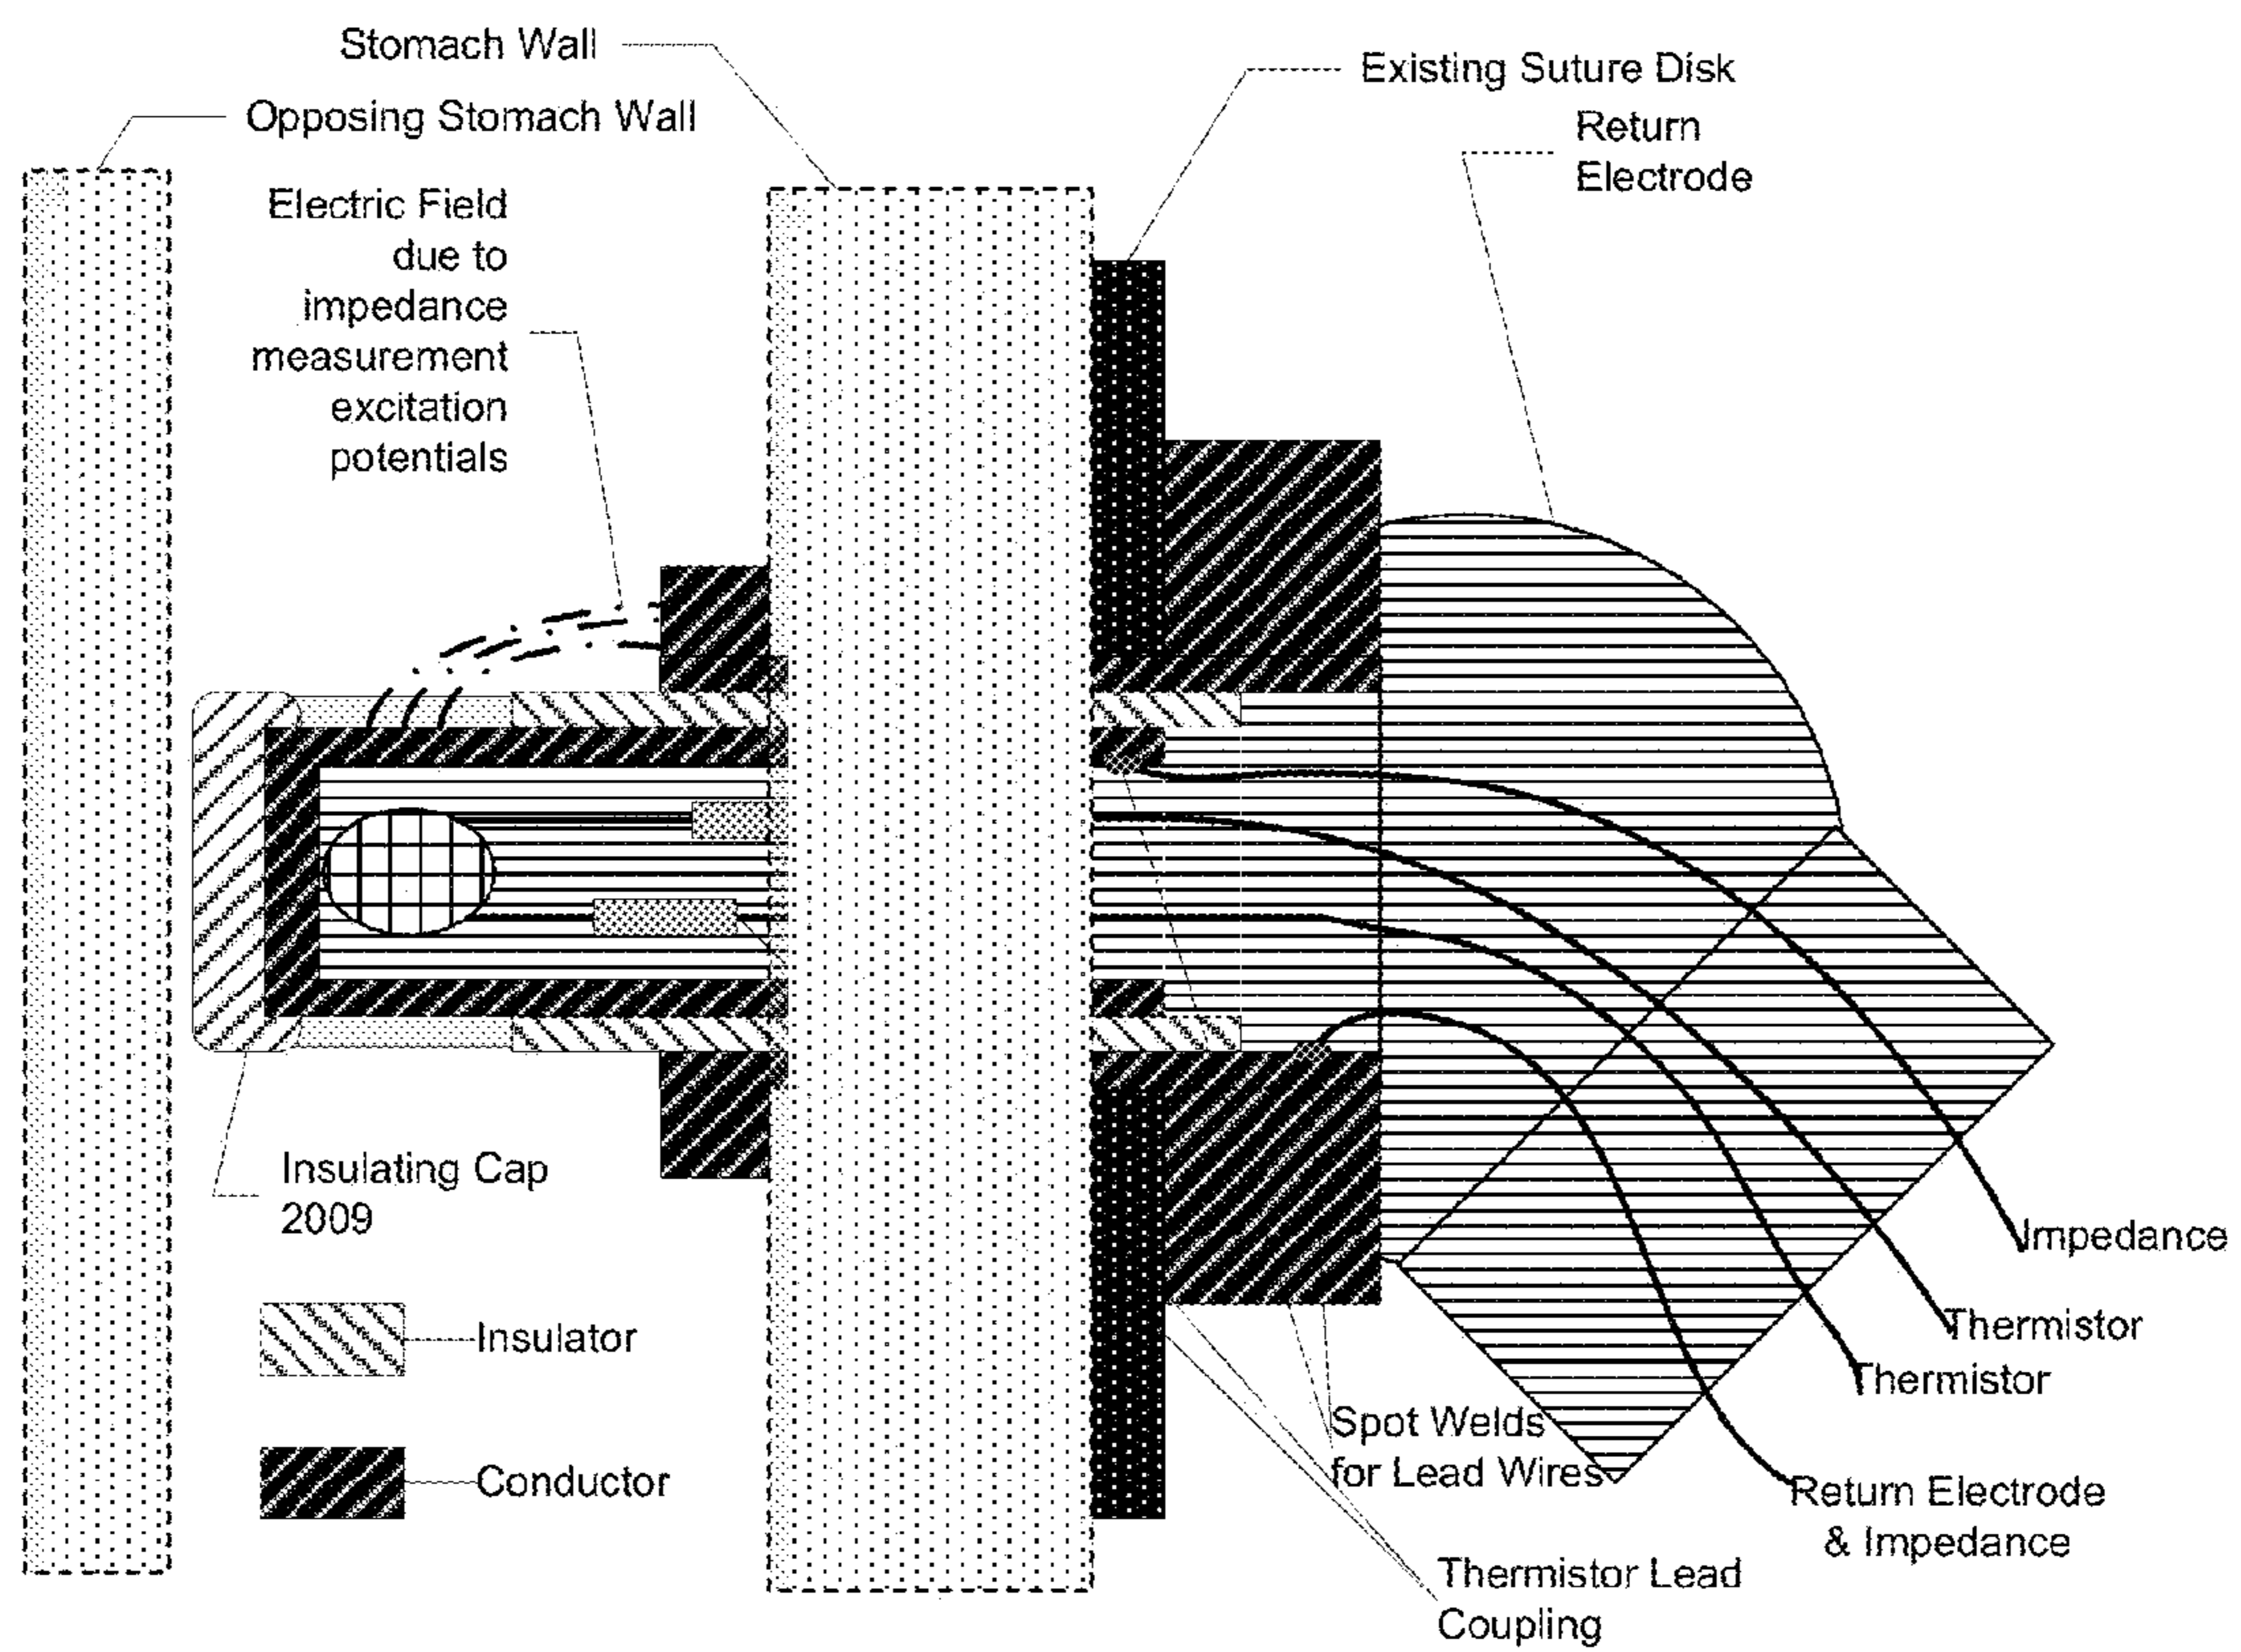 Stomach Wall
Opposing Stomach Wall
Existing Suture Disk
Return
Electrode
Electric Field
due to
impedance
measurement
excitation
potentials
Insulating Cap
2009
Insulator
Conductor
Impedance
Thermistor
Thermistor
Spot Welds
for Lead Wires
Return Electrode
& Impedance
Thermistor Lead
Coupling